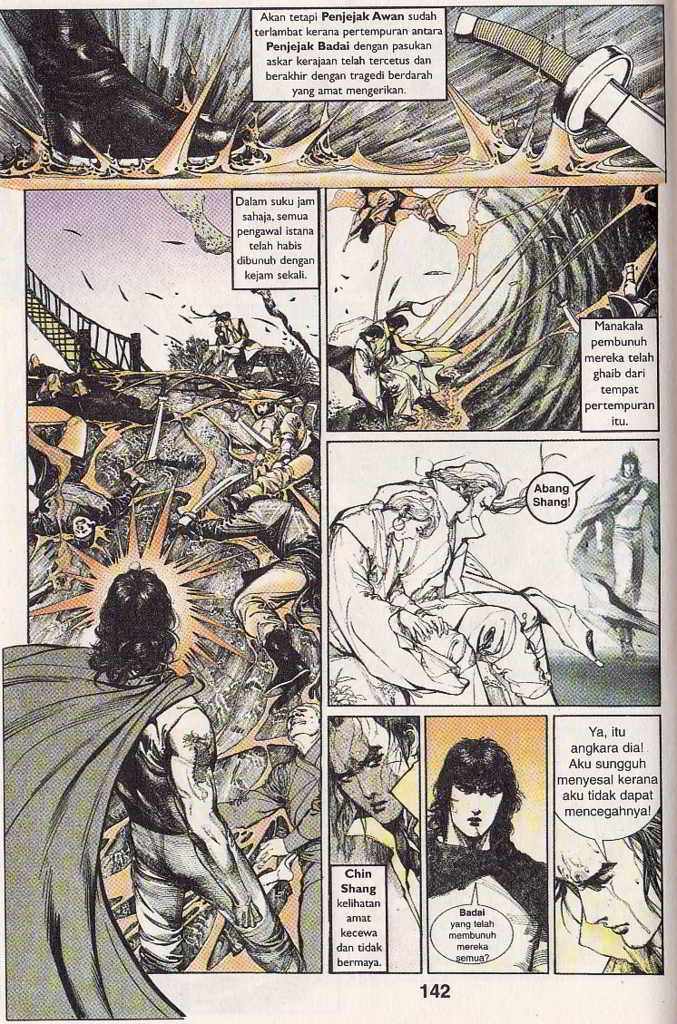 Akan tetapi Penjejak Awan sudah
terlambat kerana pertempuran antara
Penjejak Badai dengan pasukan
askar kerajaan telah tercetus dan
berakhir dengan tragedi berdarah
yang amat mengerikan.
Dalam suku jam
sahaja, semua
pengawal istana
telah habis
dibunuh dengan
kejam sekali.
Manakala
pembunuh
mereka telah
ghaib dari
tempat
pertempuran
itu.
Abang
Shang!
Chin
Shang
kelihatan
amat
kecewa
dan tidak
bermaya.
Badai
yang telah
membunuh
mereka
semua?
Ya, itu
angkara dia!
Aku sungguh
menyesal kerana
aku tidak dapat
mencegahnya!
142